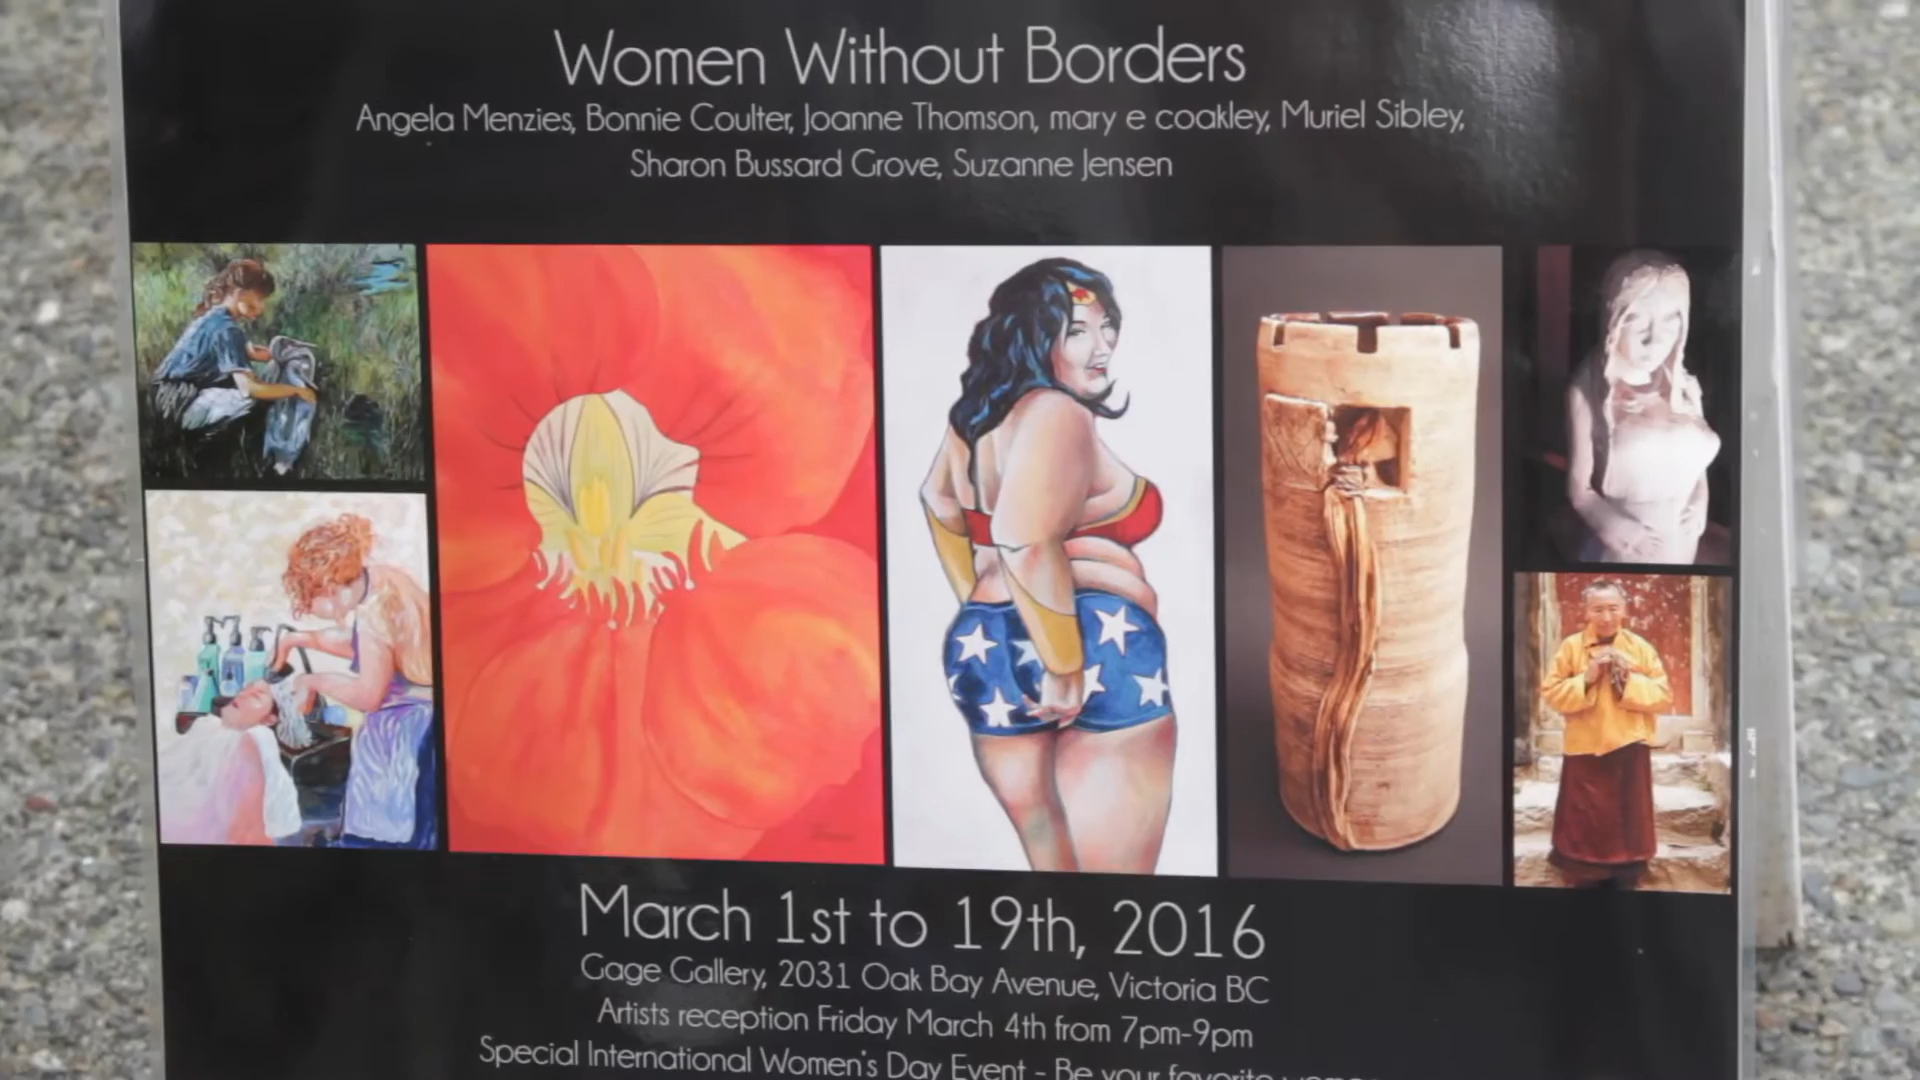 Women Without Borders
Angela Menzies, Bonnie Coulter, Joanne Thomson, mary e coakley, Muriel Sibley,
Sharon Bussard Grove, Suzanne Jensen
March 1st to 19th, 2016
Gage Gallery, 2031 Oak Bay Avenue, Victoria BC
Artists reception Friday March 4th from 7pm-9pm
Special International Women's Day Event - Be your favorite